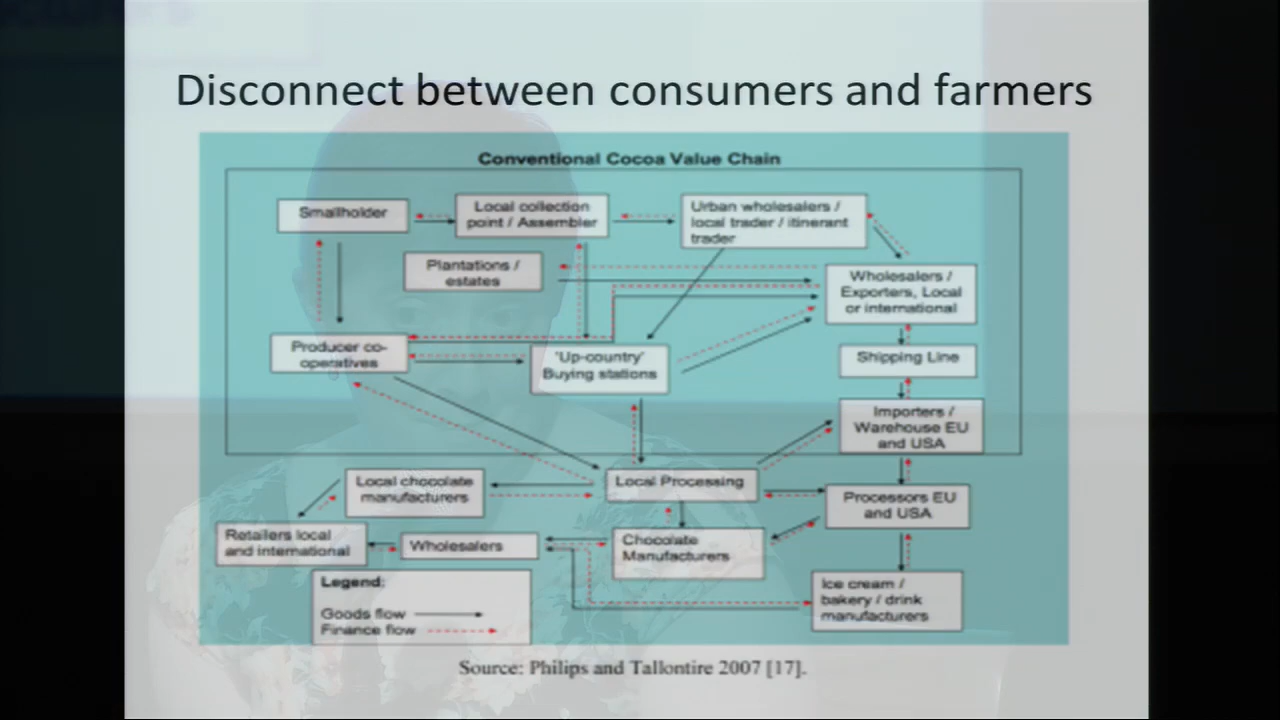 Disconnect between consumers and farmers
Conventional Cocoa Value Chain
Smallholder
Local collection
point / Assembler
Urban wholesalers /
local trader / itinerant
trader
Plantations /
estates
Wholesalers /
Exporters, Local
or international
Producer co-
operatives
'Up-country'
Buying stations
Shipping Line
Importers /
Warehouse EU
and USA
Local chocolate
manufacturers
Local Processing
Processors EU
and USA
Retailers local
and international
Wholesalers
Chocolate
Manufacturers
Ice cream /
bakery / drink
manufacturers
Legend:
Goods flow
Finance flow
Source: Philips and Tallontire 2007 [17].